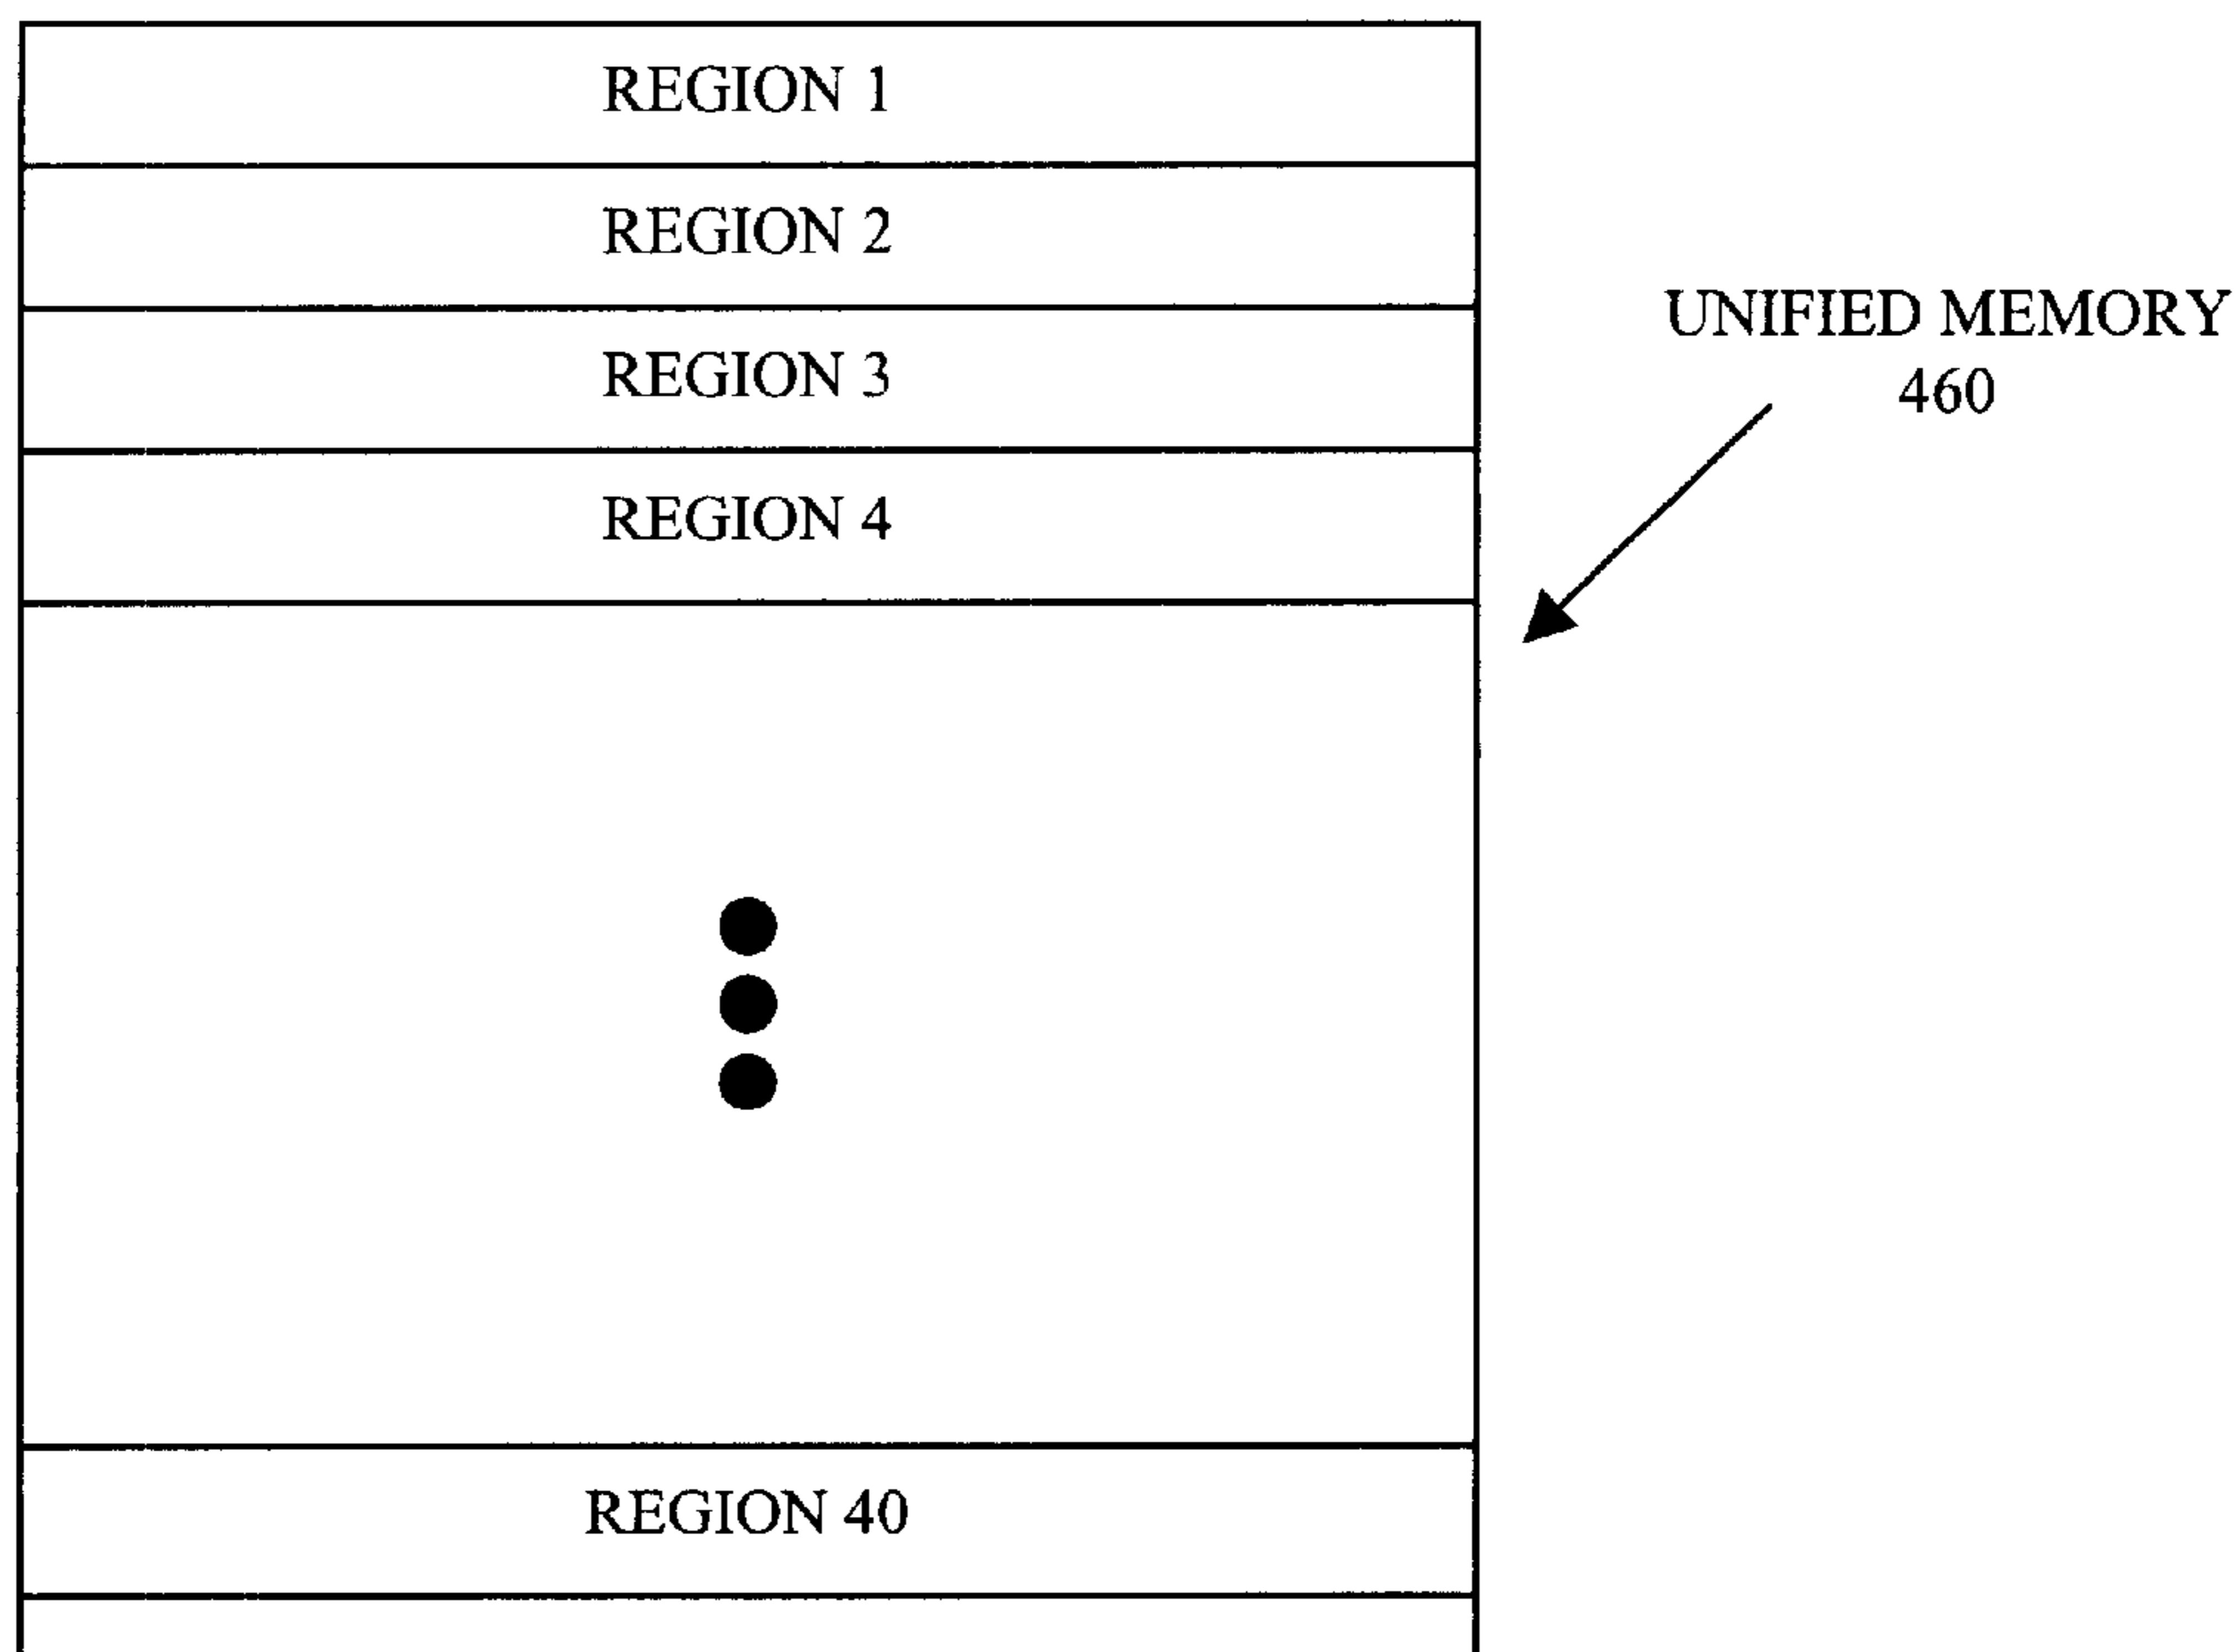 REGION 1
REGION 2
REGION 3
REGION 4
REGION 40
UNIFIED MEMORY
460